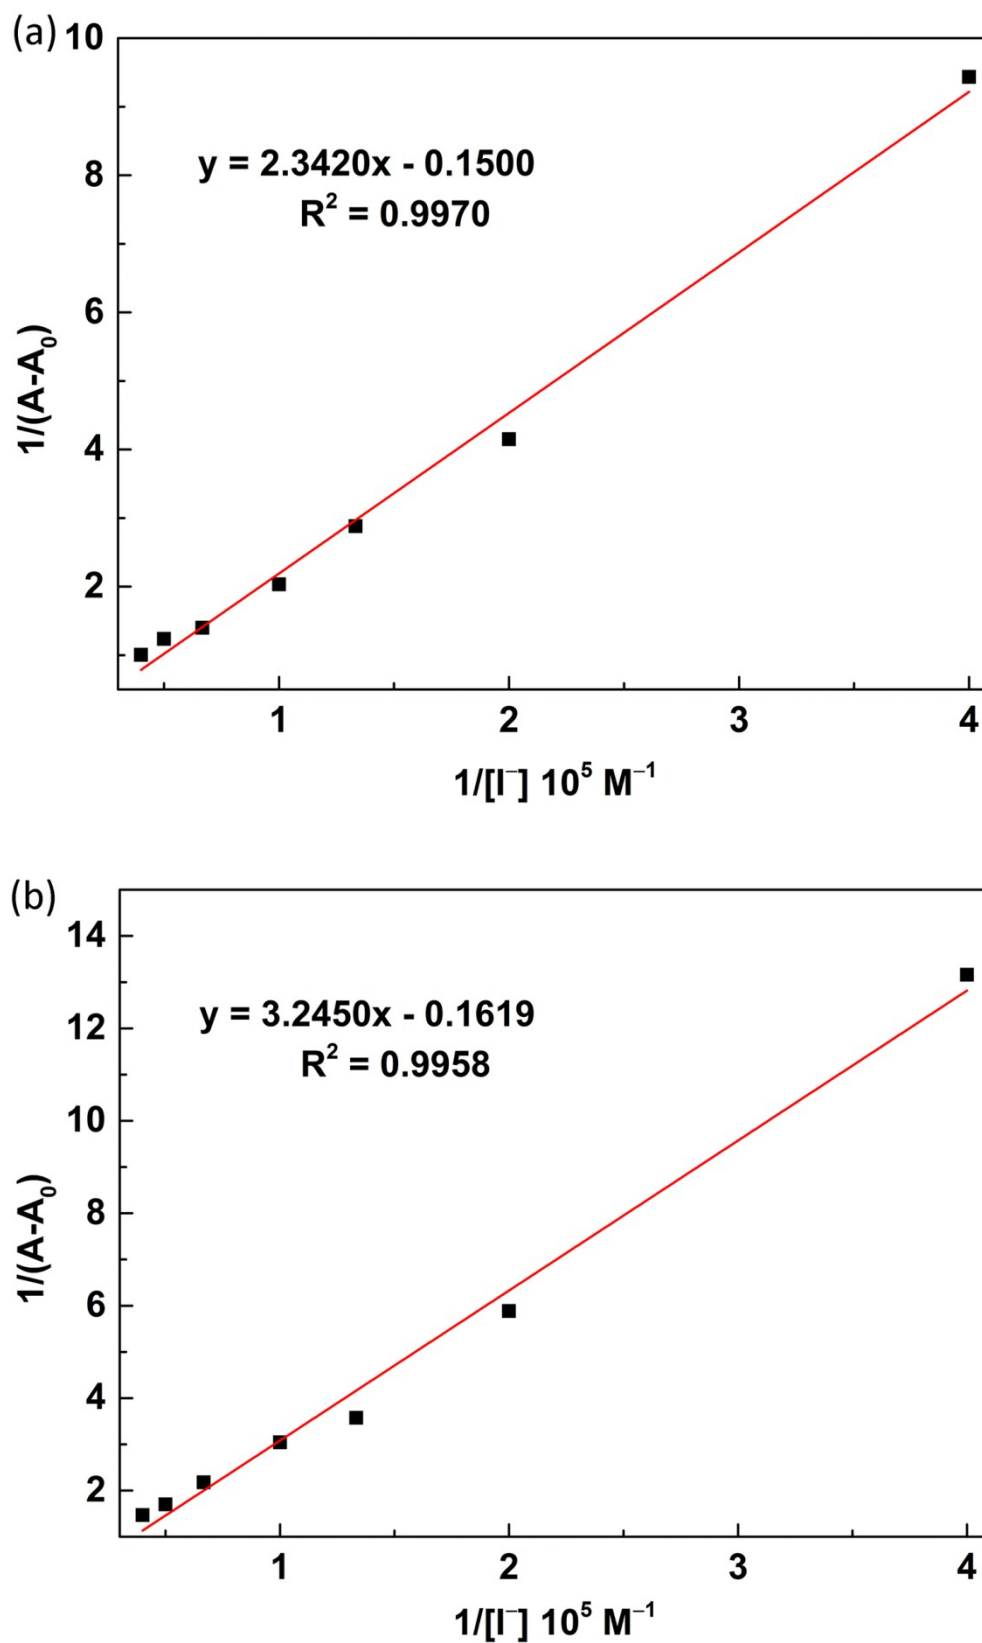 (a)
10
8
6
4
2
y = 2.3420x - 0.1500
R² = 0.9970
1/(A-A₀)
1 2 3 4
1/[I⁻] 10⁵ M⁻¹
(b)
14
12
10
8
6
4
2
y = 3.2450x - 0.1619
R² = 0.9958
1/(A-A₀)
1 2 3 4
1/[I⁻] 10⁵ M⁻¹